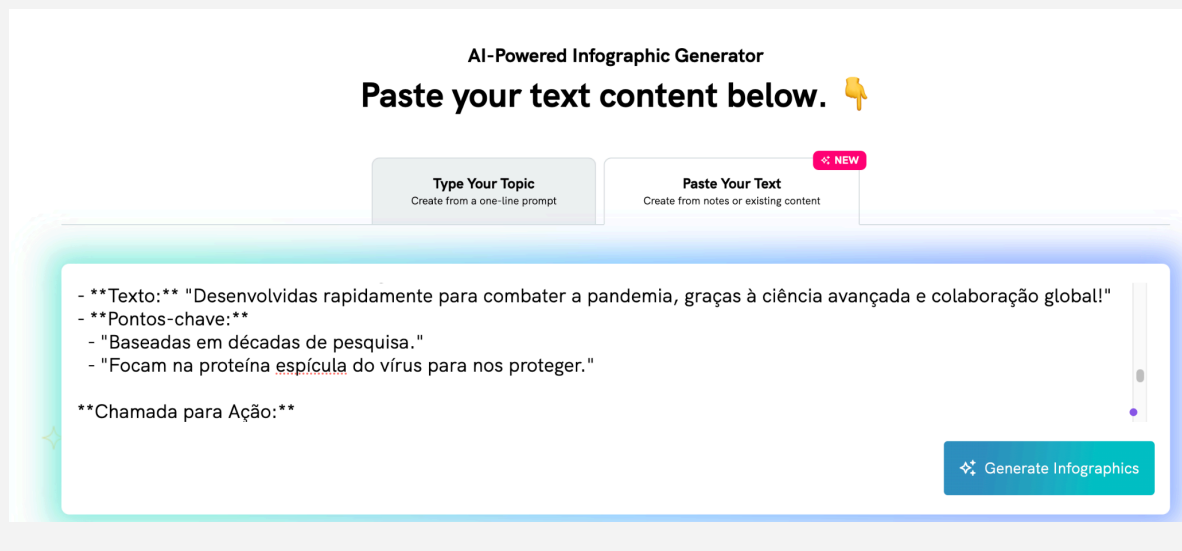 AI-Powered Infographic Generator
Paste your text content below. 👇
NEW
Type Your Topic
Create from a one-line prompt
Paste Your Text
Create from notes or existing content
- **Texto:** "Desenvolvidas rapidamente para combater a pandemia, graças à ciência avançada e colaboração global!"
- **Pontos-chave:**
- "Baseadas em décadas de pesquisa."
- "Focam na proteína espícula do vírus para nos proteger."
**Chamada para Ação:**
Generate Infographics